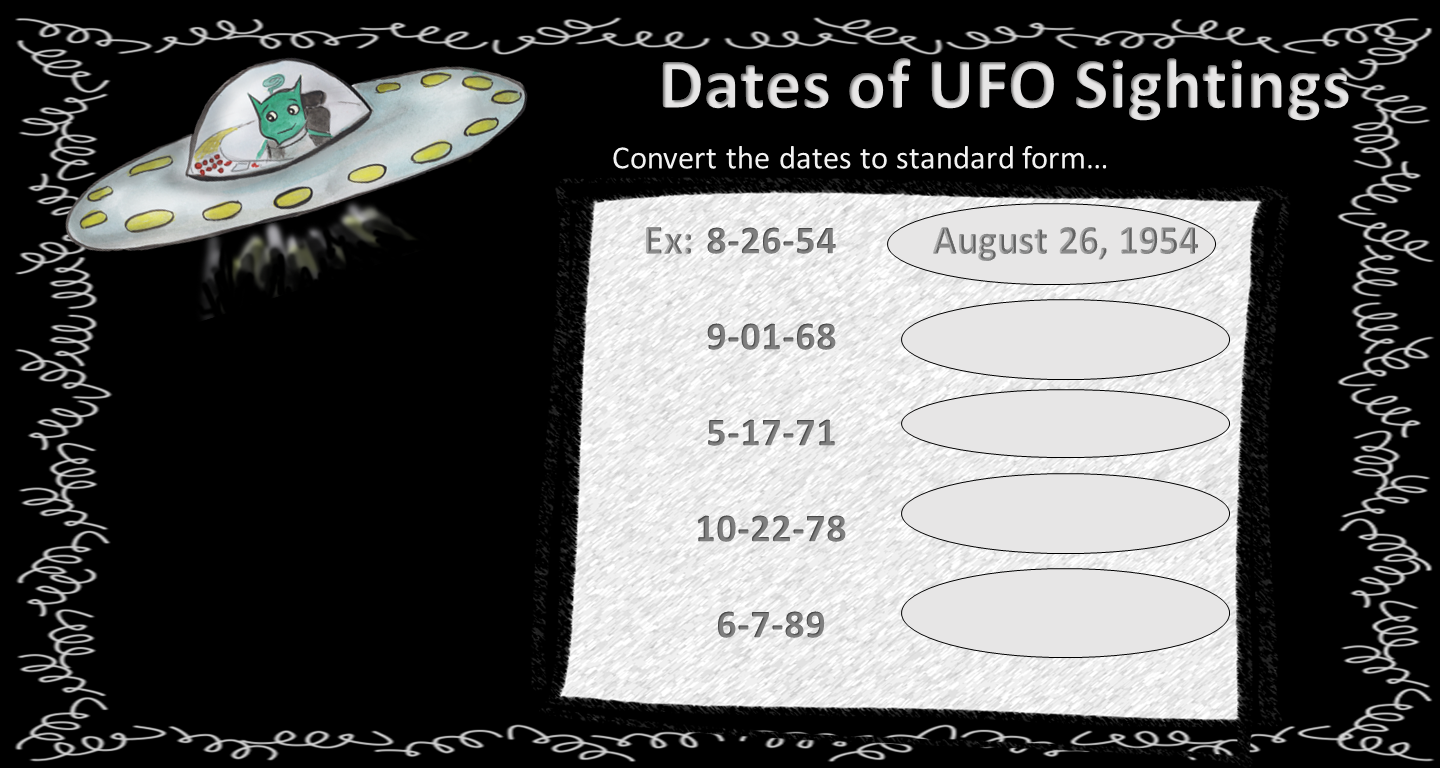 Dates of UFO Sightings
Convert the dates to standard form...
Ex: 8-26-54 August 26, 1954
9-01-68
5-17-71
10-22-78
6-7-89